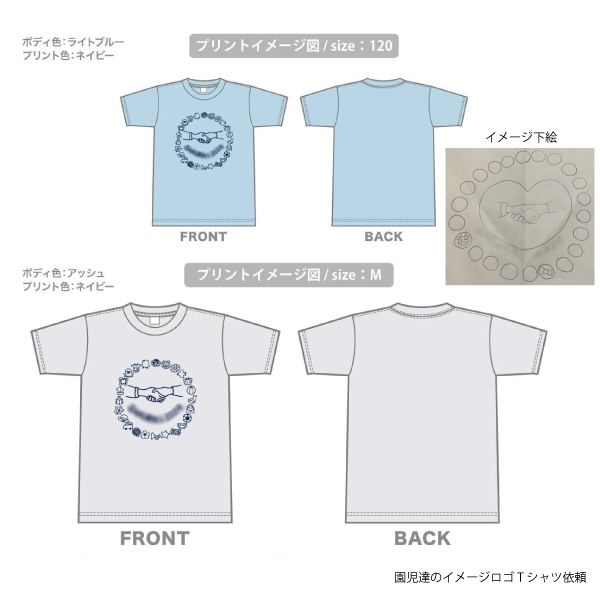 ボディ色：ライトブルー
プリント色：ネイビー
プリントイメージ図 / size：120
イメージ下絵
FRONT
BACK
ボディ色：アッシュ
プリント色：ネイビー
プリントイメージ図 / size：M
FRONT
BACK
園児達のイメージロゴＴシャツ依頼